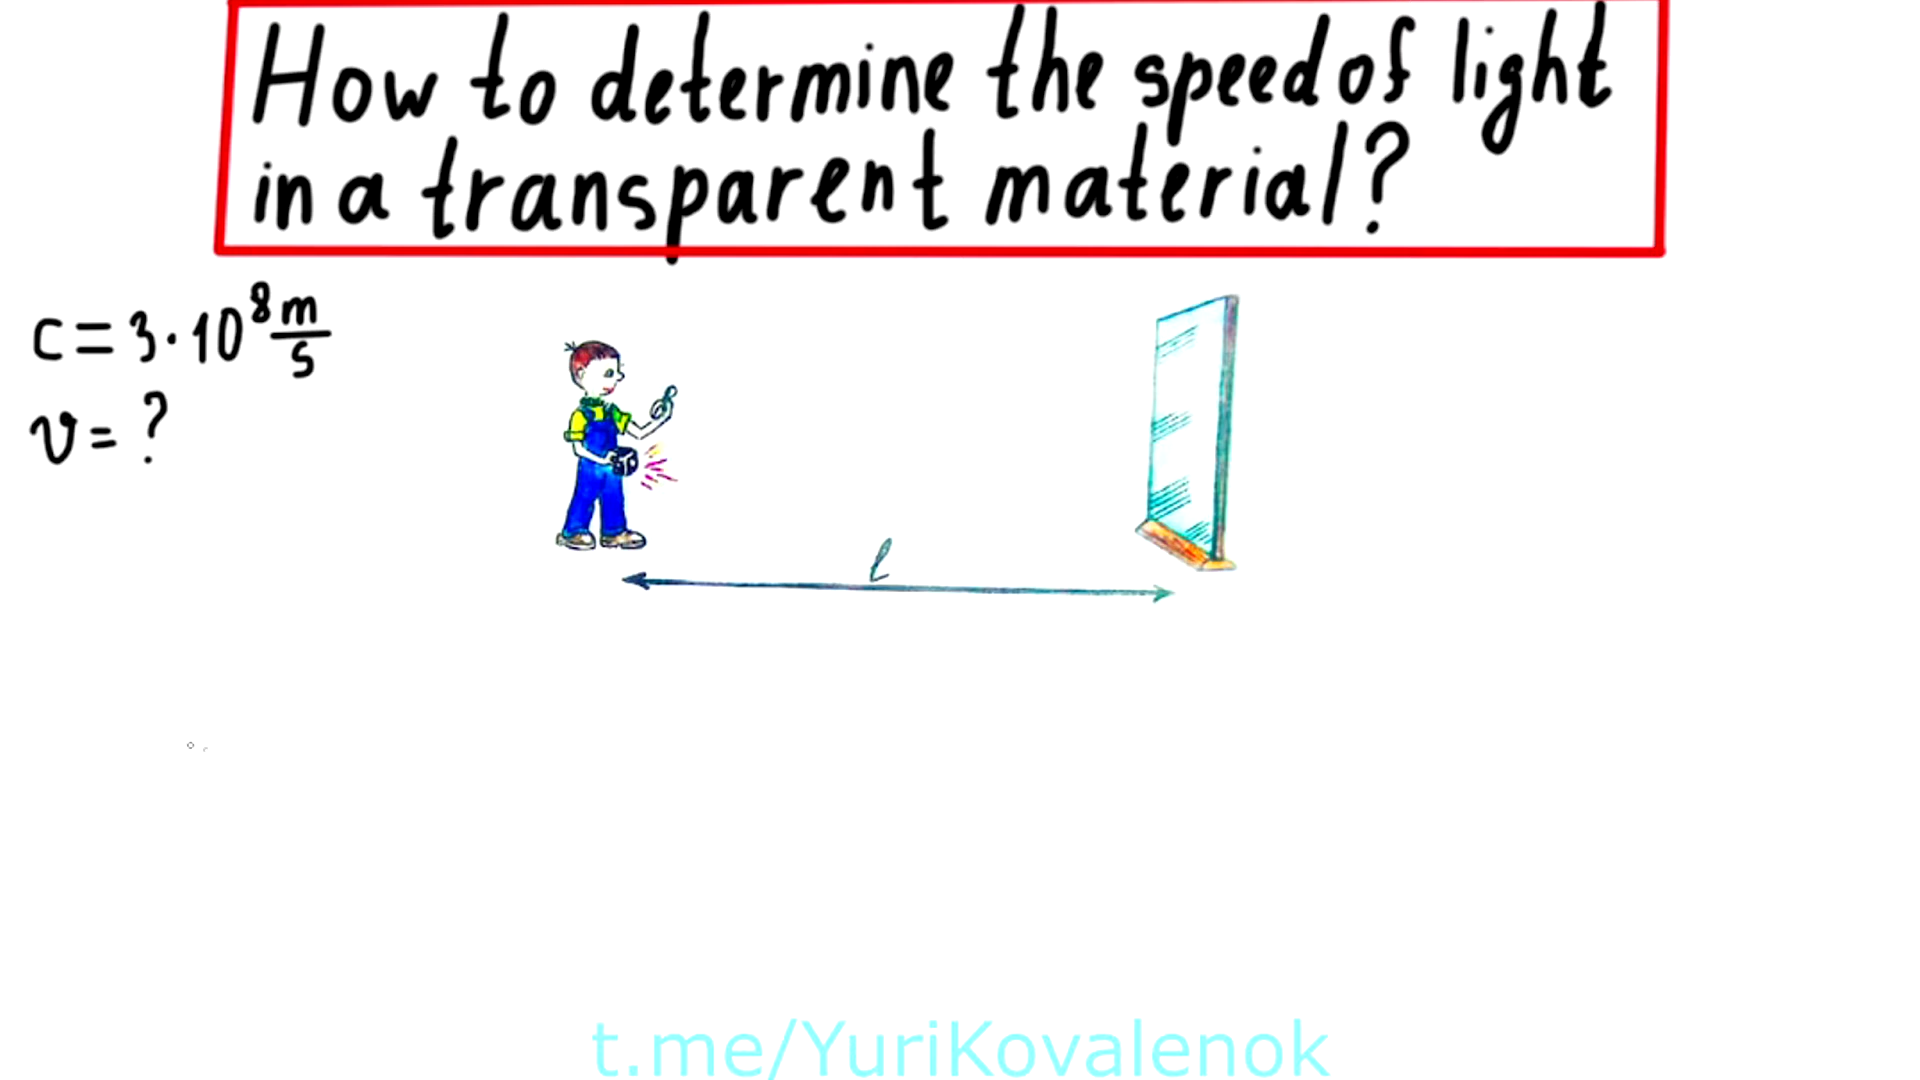 How to determine the speed of light
in a transparent material?
c = 3·10⁸ m/s
v = ?
l
t.me/YuriKovalenok